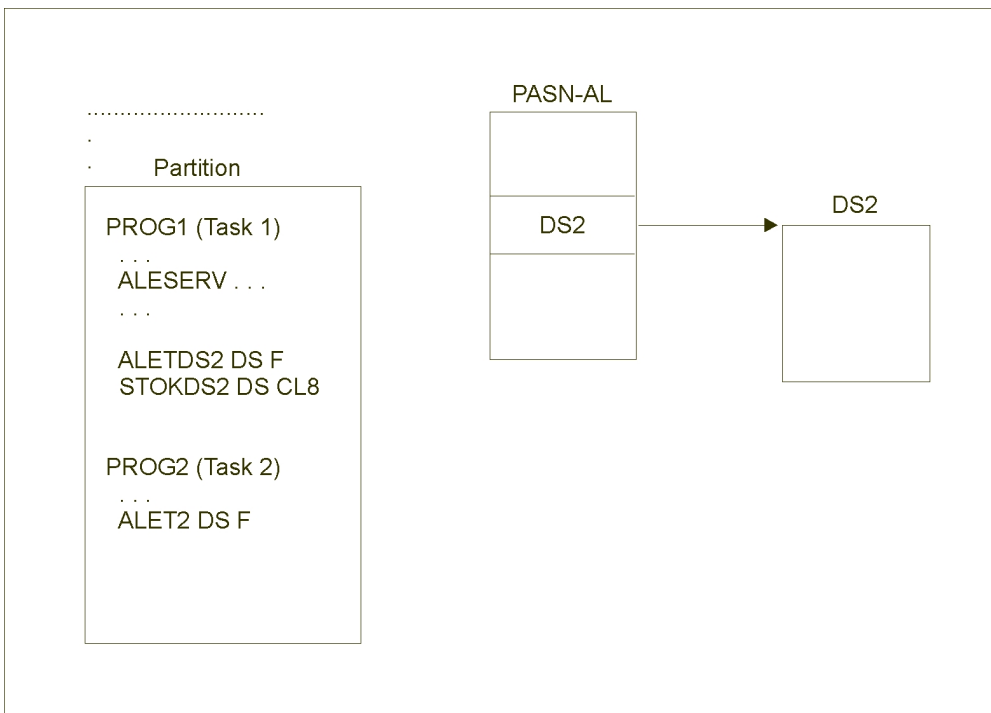 ..........................
.
. Partition
PROG1 (Task 1)
. . .
ALESERV . . .
. . .
ALETDS2 DS F
STOKDS2 DS CL8
PROG2 (Task 2)
. . .
ALET2 DS F
PASN-AL
DS2
DS2